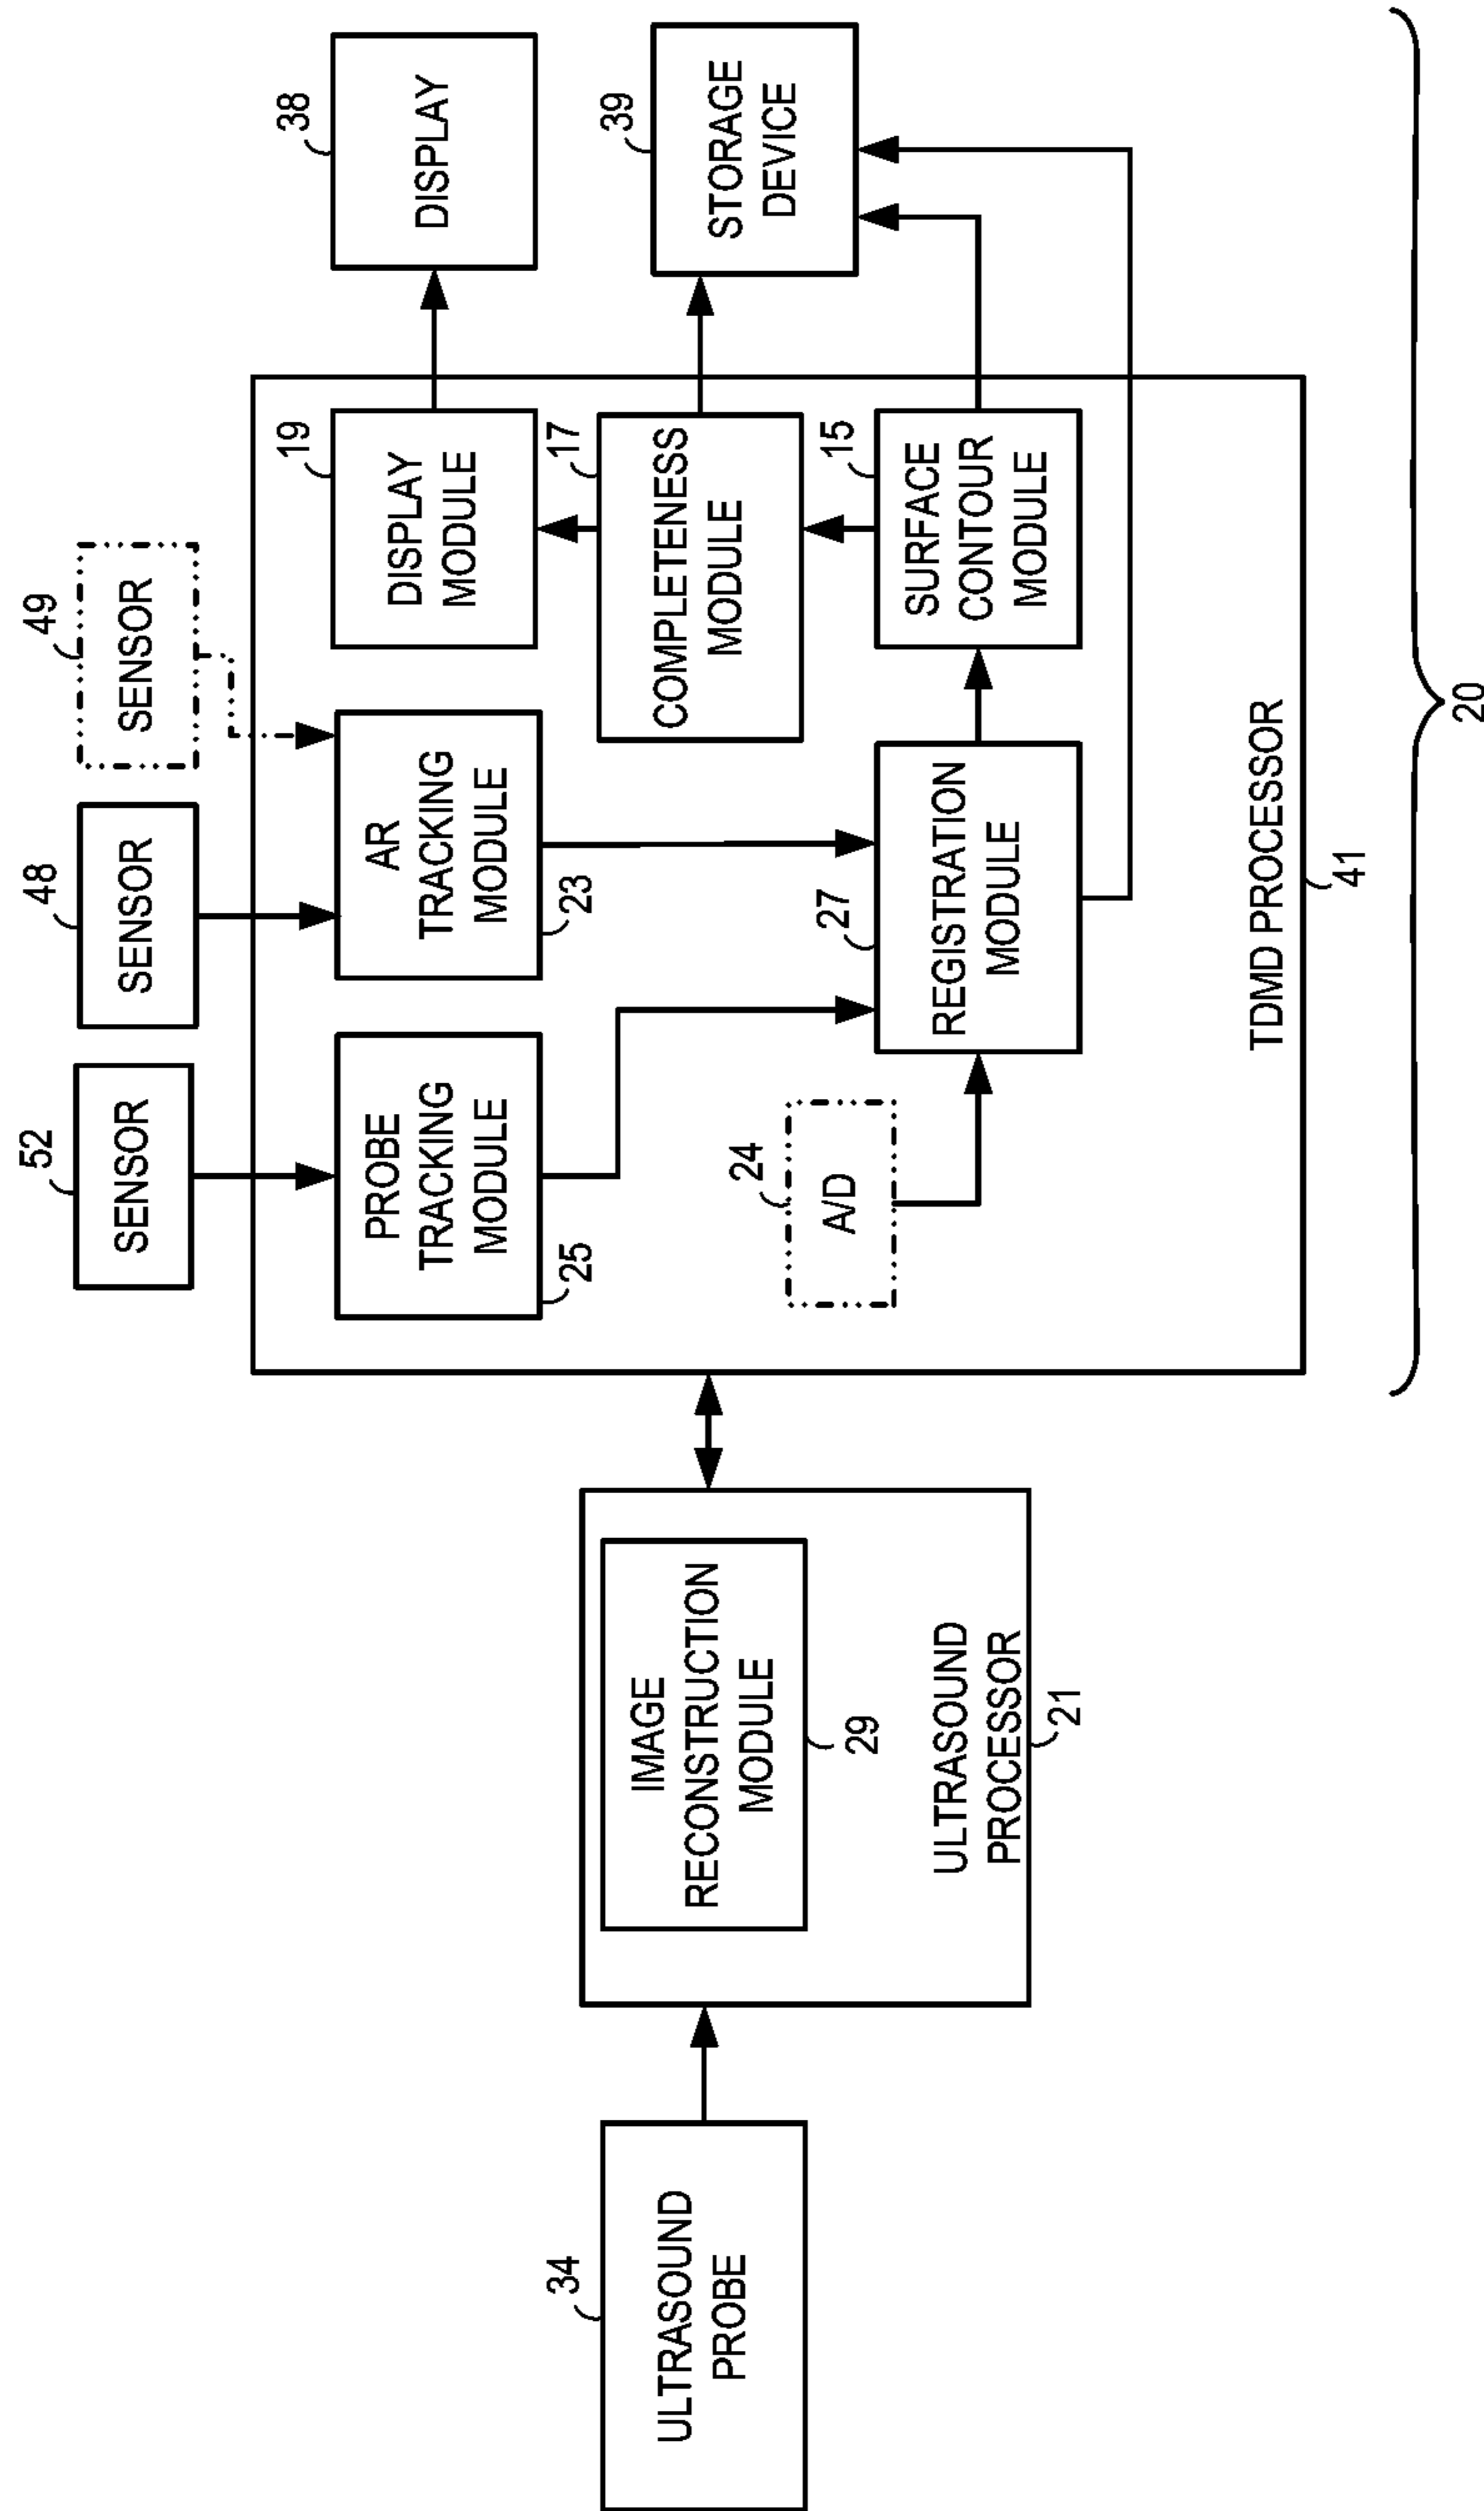 52
SENSOR
48
SENSOR
49
SENSOR
PROBE
TRACKING
MODULE
25
AR
TRACKING
MODULE
23
19
DISPLAY
MODULE
38
DISPLAY
34
ULTRASOUND
PROBE
IMAGE
RECONSTRUCTION
MODULE
29
ULTRASOUND
PROCESSOR
21
17
COMPLETENESS
MODULE
39
STORAGE
DEVICE
24
A/D
27
REGISTRATION
MODULE
15
SURFACE
CONTOUR
MODULE
TDMD PROCESSOR
41
20